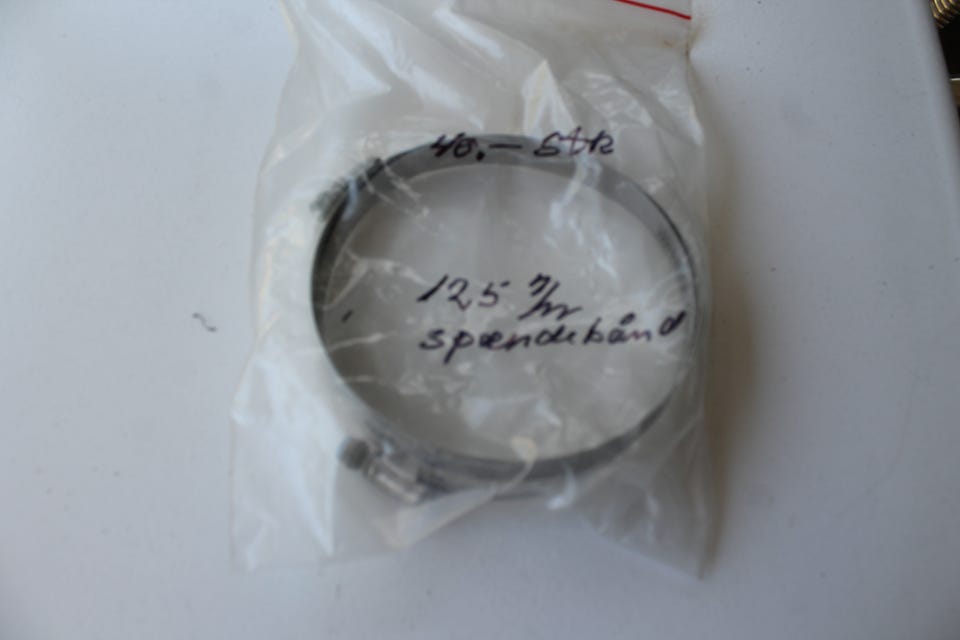 40.- Stk
125 m/m
spændebånd